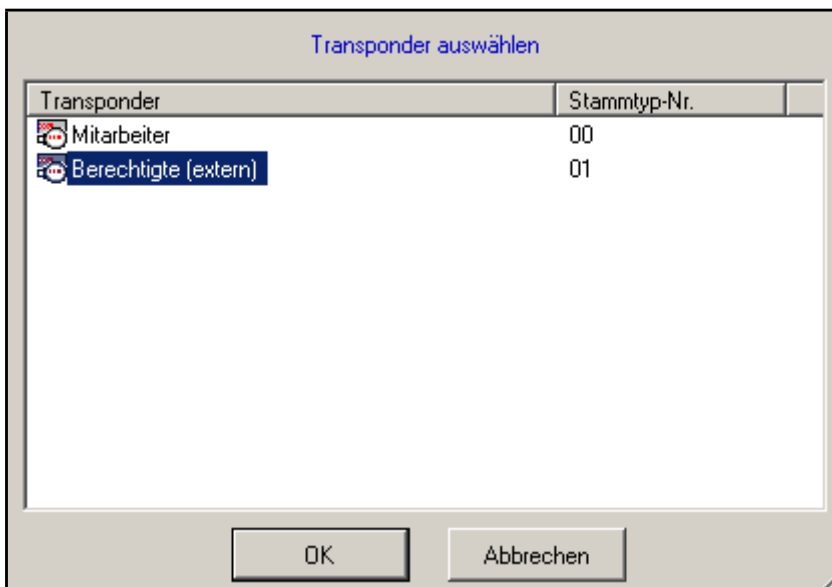 Transponder auswählen
Transponder Stammtyp-Nr.
Mitarbeiter 00
Berechtigte (extern) 01
OK Abbrechen